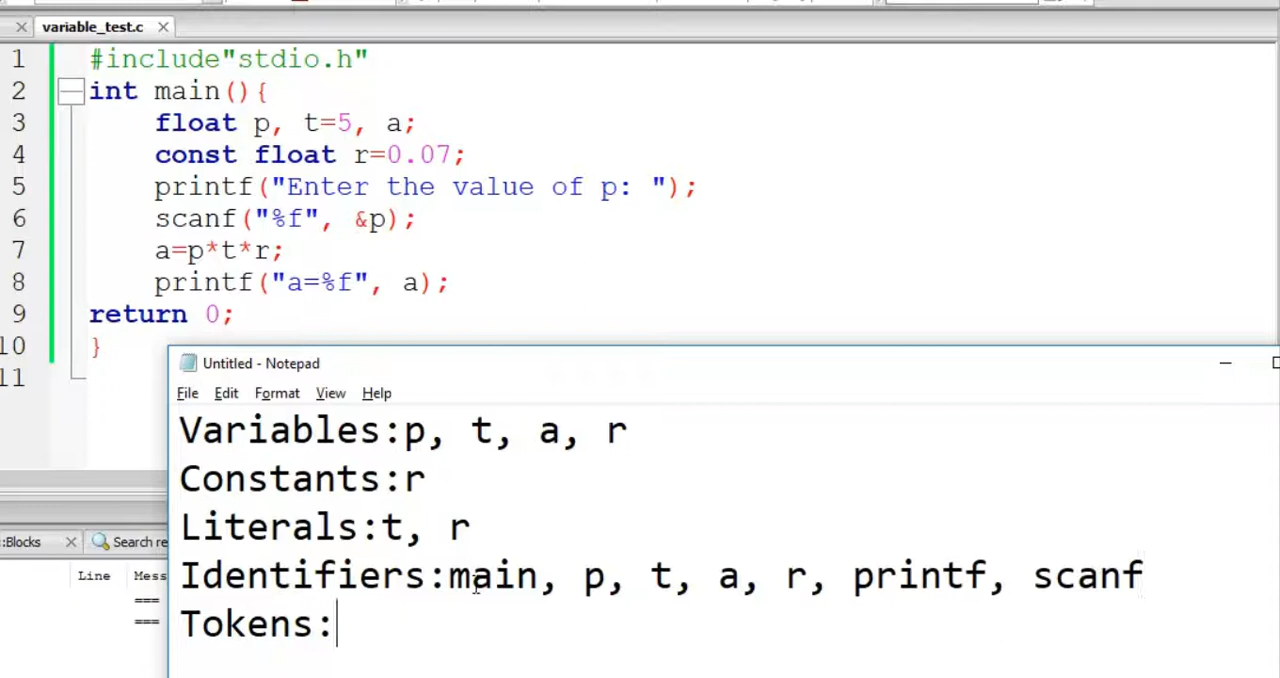 variable_test.c
1 #include"stdio.h"
2 int main(){
3 float p, t=5, a;
4 const float r=0.07;
5 printf("Enter the value of p: ");
6 scanf("%f", &p);
7 a=p*t*r;
8 printf("a=%f", a);
9 return 0;
10 }
11
Untitled - Notepad
File Edit Format View Help
Variables:p, t, a, r
Constants:r
Literals:t, r
Identifiers:main, p, t, a, r, printf, scanf
Tokens:
::Blocks Search re
Line Mess
===
===